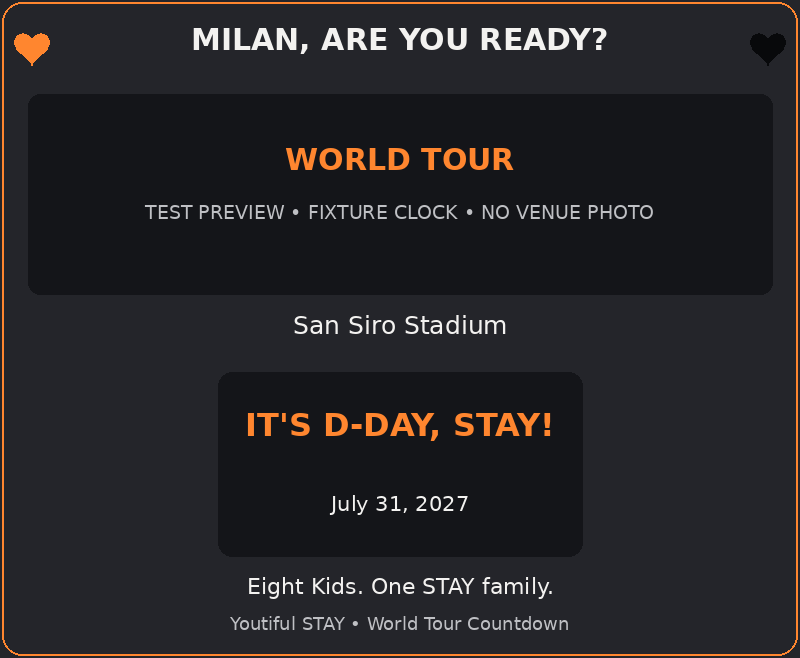 MILAN, ARE YOU READY?
WORLD TOUR
TEST PREVIEW • FIXTURE CLOCK • NO VENUE PHOTO
San Siro Stadium
IT'S D-DAY, STAY!
July 31, 2027
Eight Kids. One STAY family.
Youtiful STAY • World Tour Countdown